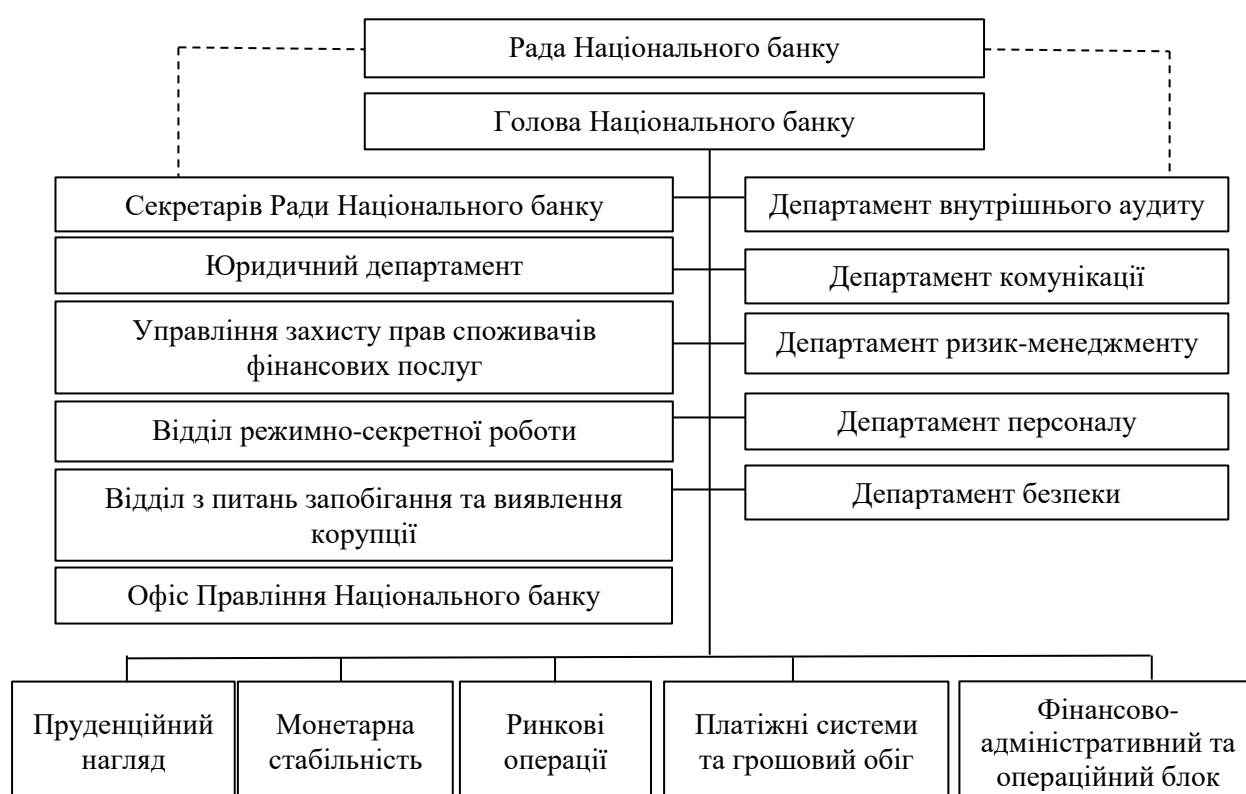 Рада Національного банку
Голова Національного банку
Секретарів Ради Національного банку
Департамент внутрішнього аудиту
Юридичний департамент
Департамент комунікації
Управління захисту прав споживачів
фінансових послуг
Департамент ризик-менеджменту
Відділ режимно-секретної роботи
Департамент персоналу
Відділ з питань запобігання та виявлення
корупції
Департамент безпеки
Офіс Правління Національного банку
Пруденційний
нагляд
Монетарна
стабільність
Ринкові
операції
Платіжні системи
та грошовий обіг
Фінансово-
адміністративний та
операційний блок